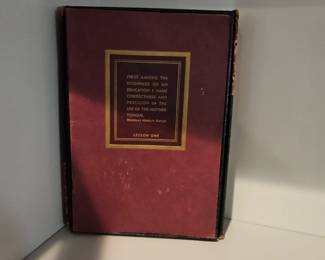 FIRST AMONG THE
EVIDENCES OF AN
EDUCATION I NAME
CORRECTNESS AND
PRECISION IN THE
USE OF THE MOTHER
TONGUE.
LESSON ONE